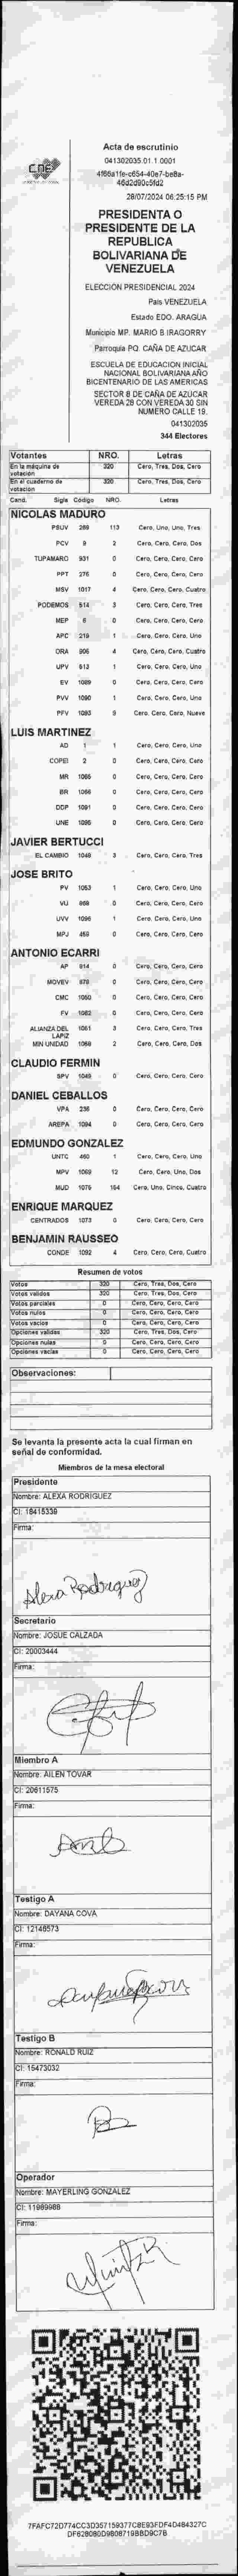 CNE
Acta de escrutinio
041302035.01.1.0001
28/07/2024 06:25:15 PM
PRESIDENTA O
PRESIDENTE DE LA
REPUBLICA
BOLIVARIANA DE
VENEZUELA
ELECCIÓN PRESIDENCIAL 2024
País VENEZUELA
Estado EDO. ARAGUA
Municipio MP. MARIO B.IRAGORRY
Parroquia PQ. CAÑA DE AZUCAR
ESCUELA DE EDUCACION INICIAL
NACIONAL BOLIVARIANA AÑO
BICENTENARIO DE LAS AMERICAS
SECTOR 8 DE CAÑA DE AZUCAR
VEREDA 28 CON VEREDA 30 SIN
NUMERO CALLE 19.
041302035
344 Electores
Votantes NRO. Letras
En la máquina de votación 320 Cero, Tres, Dos, Cero
En el cuaderno de votación 320 Cero, Tres, Dos, Cero
Cand. Sigla Código NRO. Letras
NICOLAS MADURO
PSUV 289 113 Cero, Uno, Uno, Tres
PCV 9 2 Cero, Cero, Cero, Dos
TUPAMARO 931 0 Cero, Cero, Cero, Cero
PPT 276 0 Cero, Cero, Cero, Cero
MSV 1017 4 Cero, Cero, Cero, Cuatro
PODEMOS 514 3 Cero, Cero, Cero, Tres
MEP 6 0 Cero, Cero, Cero, Cero
APC 219 1 Cero, Cero, Cero, Uno
ORA 906 4 Cero, Cero, Cero, Cuatro
UPV 613 1 Cero, Cero, Cero, Uno
EV 1089 0 Cero, Cero, Cero, Cero
PVV 1090 1 Cero, Cero, Cero, Uno
PFV 1093 9 Cero, Cero, Cero, Nueve
LUIS MARTINEZ
AD 1 1 Cero, Cero, Cero, Uno
COPEI 2 0 Cero, Cero, Cero, Cero
MR 1065 0 Cero, Cero, Cero, Cero
BR 1066 0 Cero, Cero, Cero, Cero
DDP 1091 0 Cero, Cero, Cero, Cero
UNE 1095 0 Cero, Cero, Cero, Cero
JAVIER BERTUCCI
EL CAMBIO 1048 3 Cero, Cero, Cero, Tres
JOSE BRITO
PV 1053 1 Cero, Cero, Cero, Uno
VU 868 0 Cero, Cero, Cero, Cero
UVV 1096 1 Cero, Cero, Cero, Uno
MPJ 459 0 Cero, Cero, Cero, Cero
ANTONIO ECARRI
AP 914 0 Cero, Cero, Cero, Cero
MOVEV 979 0 Cero, Cero, Cero, Cero
CMC 1050 0 Cero, Cero, Cero, Cero
FV 1082 0 Cero, Cero, Cero, Cero
ALIANZA DEL LAPIZ 1051 3 Cero, Cero, Cero, Tres
MIN UNIDAD 1068 2 Cero, Cero, Cero, Dos
CLAUDIO FERMIN
SPV 1049 0 Cero, Cero, Cero, Cero
DANIEL CEBALLOS
VPA 236 0 Cero, Cero, Cero, Cero
AREPA 1094 0 Cero, Cero, Cero, Cero
EDMUNDO GONZALEZ
UNTC 460 1 Cero, Cero, Cero, Uno
MPV 1069 12 Cero, Cero, Uno, Dos
MUD 1075 154 Cero, Uno, Cinco, Cuatro
ENRIQUE MARQUEZ
CENTRADOS 1073 0 Cero, Cero, Cero, Cero
BENJAMIN RAUSSEO
CONDE 1092 4 Cero, Cero, Cero, Cuatro
Resumen de votos
Votos 320 Cero, Tres, Dos, Cero
Votos validos 320 Cero, Tres, Dos, Cero
Votos parciales 0 Cero, Cero, Cero, Cero
Votos nulos 0 Cero, Cero, Cero, Cero
Votos vacios 0 Cero, Cero, Cero, Cero
Opciones validas 320 Cero, Tres, Dos, Cero
Opciones nulas 0 Cero, Cero, Cero, Cero
Opciones vacias 0 Cero, Cero, Cero, Cero
Observaciones:
Se levanta la presente acta la cual firman en
señal de conformidad.
Miembros de la mesa electoral
Presidente
Nombre: ALEXA RODRIGUEZ
CI: 18415339
Firma:
Alexa Rodriguez
Secretario
Nombre: JOSUE CALZADA
CI: 20003444
Firma:
Miembro A
Nombre: AILEN TOVAR
CI: 20611575
Firma:
Testigo A
Nombre: DAYANA COVA
CI: 12146573
Firma:
Testigo B
Nombre: RONALD RUIZ
CI: 15473032
Firma:
Operador
Nombre: MAYERLING GONZALEZ
CI: 11989988
Firma: